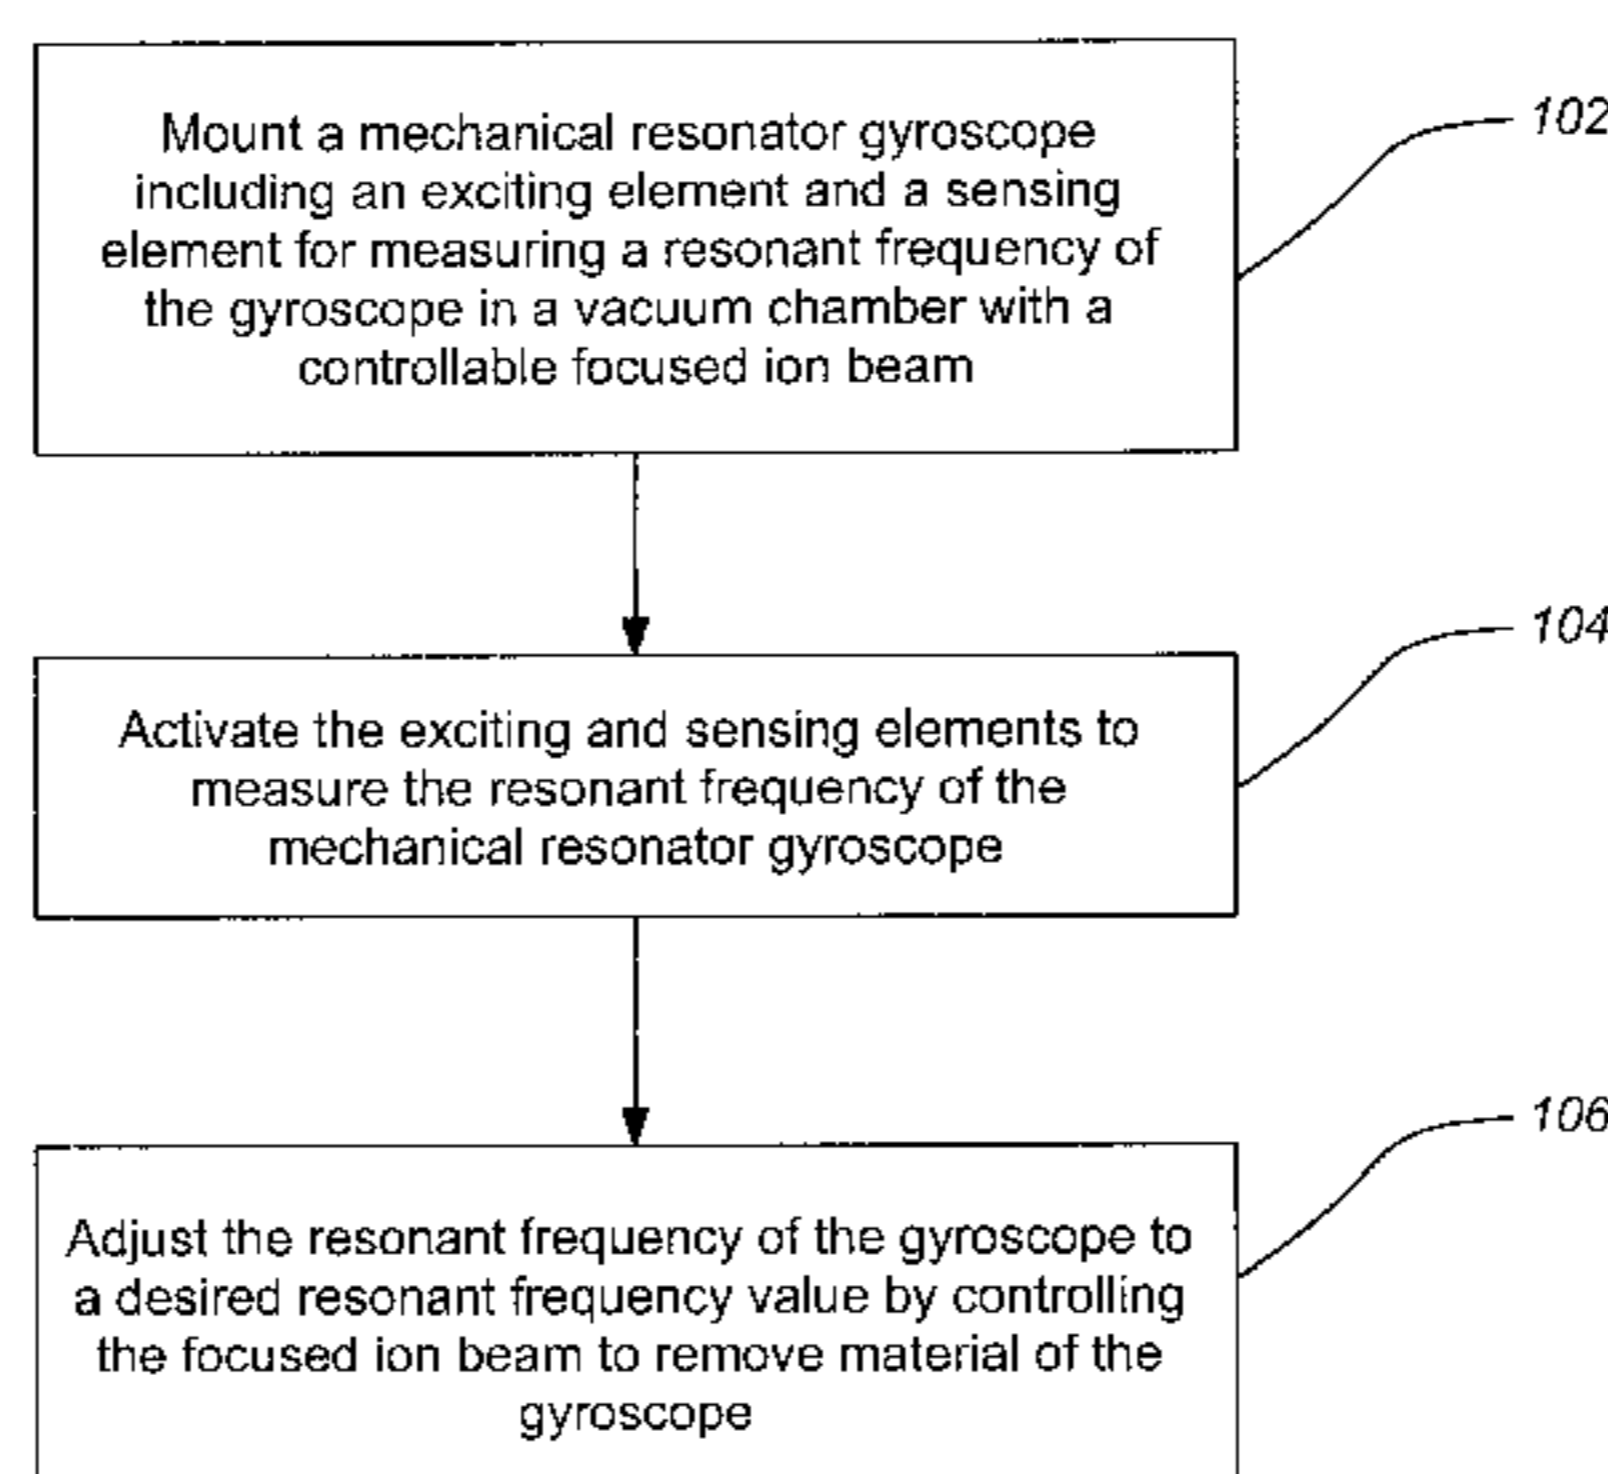 Mount a mechanical resonator gyroscope
including an exciting element and a sensing
element for measuring a resonant frequency of
the gyroscope in a vacuum chamber with a
controllable focused ion beam
102
Activate the exciting and sensing elements to
measure the resonant frequency of the
mechanical resonator gyroscope
104
Adjust the resonant frequency of the gyroscope to
a desired resonant frequency value by controlling
the focused ion beam to remove material of the
gyroscope
106